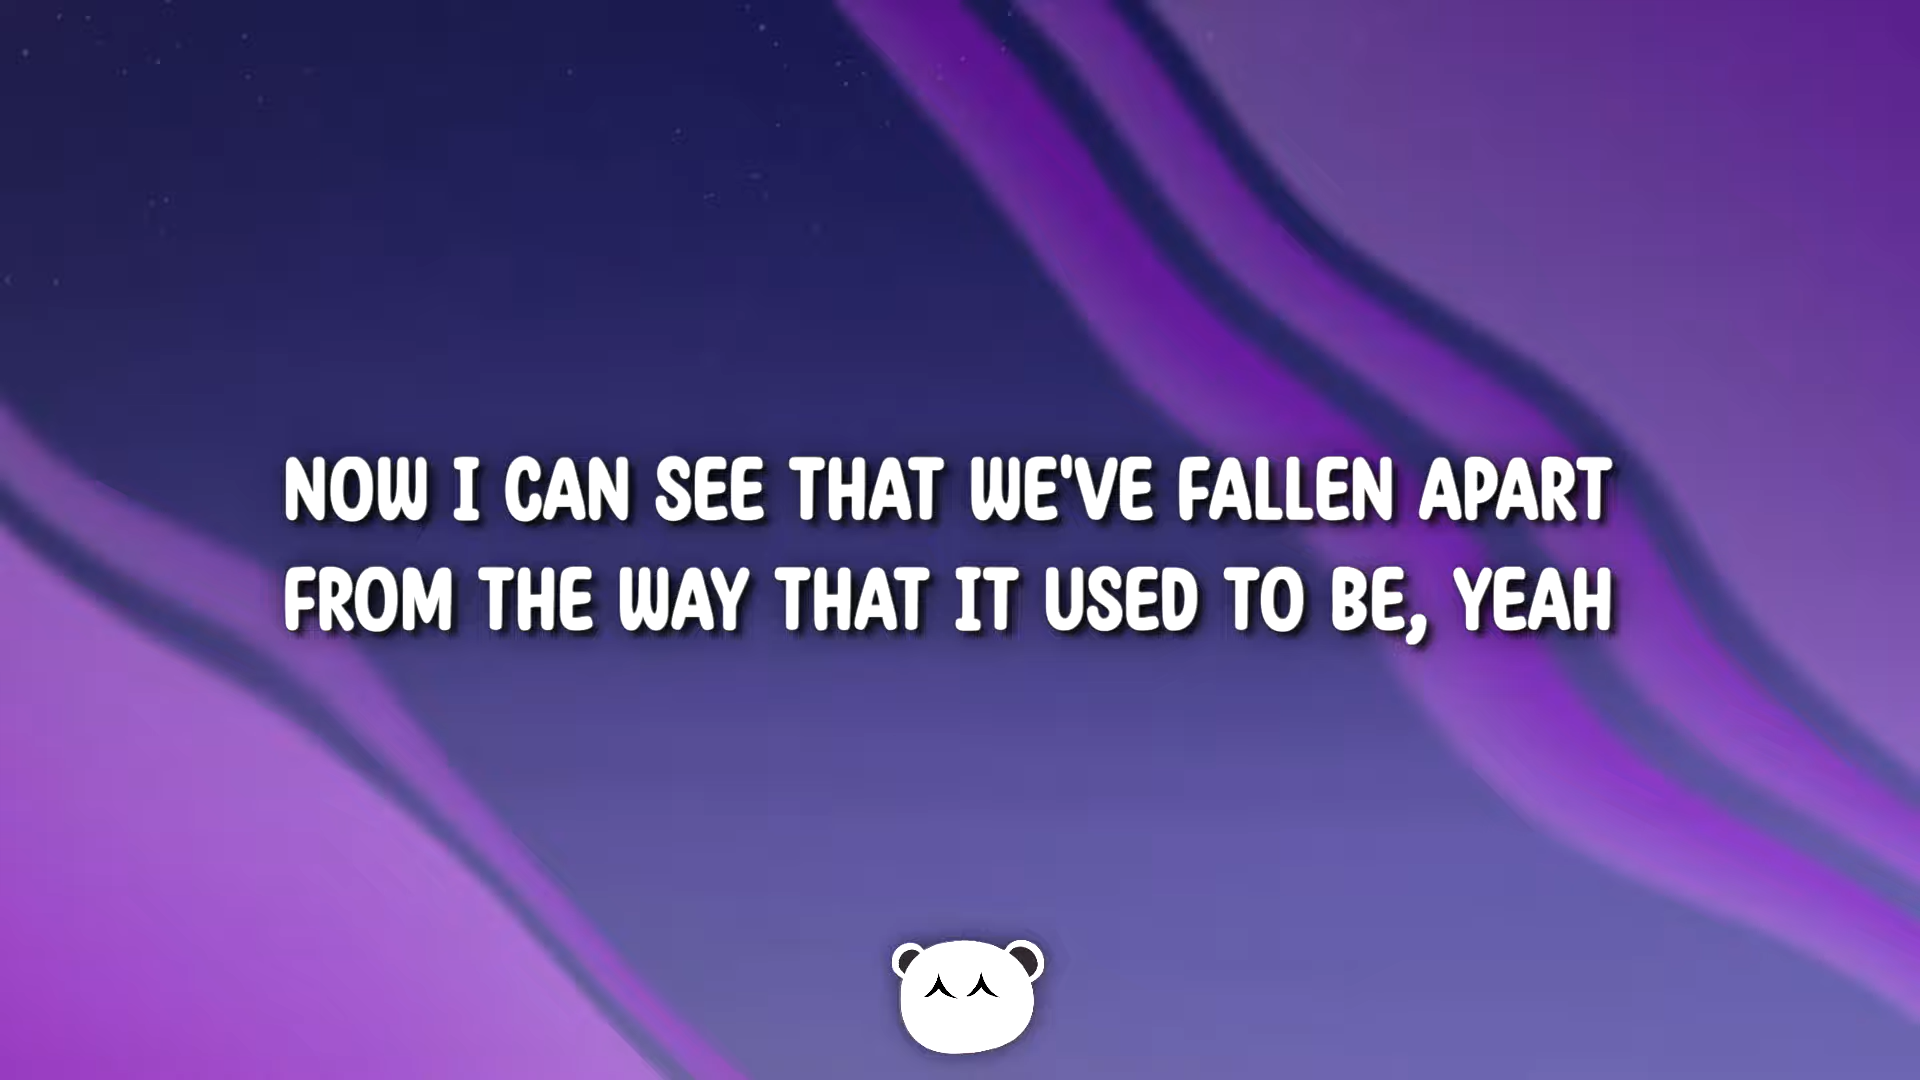 NOW I CAN SEE THAT WE'VE FALLEN APART
FROM THE WAY THAT IT USED TO BE, YEAH